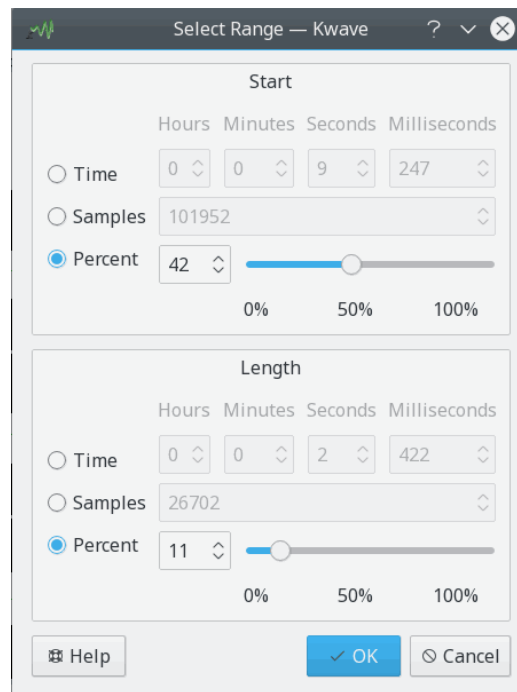 Select Range — Kwave ?
Start
Hours Minutes Seconds Milliseconds
Time 0 0 9 247
Samples 101952
Percent 42
0% 50% 100%
Length
Hours Minutes Seconds Milliseconds
Time 0 0 2 422
Samples 26702
Percent 11
0% 50% 100%
Help OK Cancel